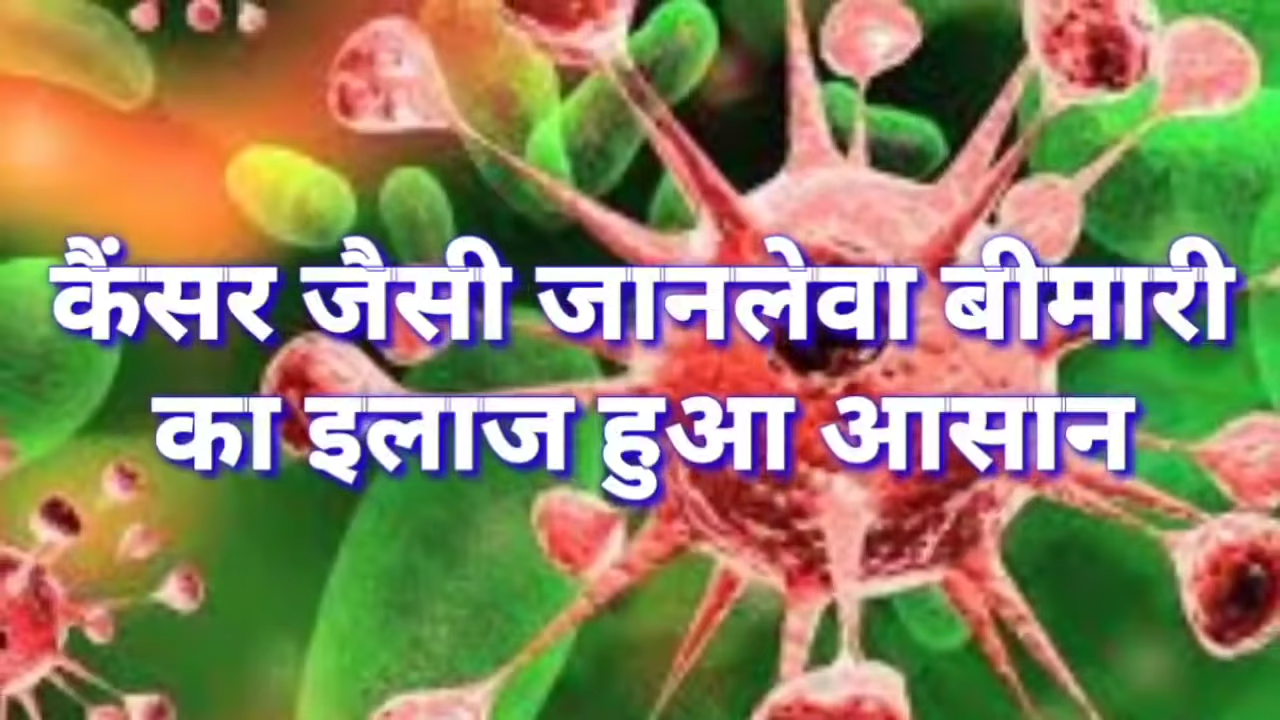 कैंसर जैसी जानलेवा बीमारी
का इलाज हुआ आसान